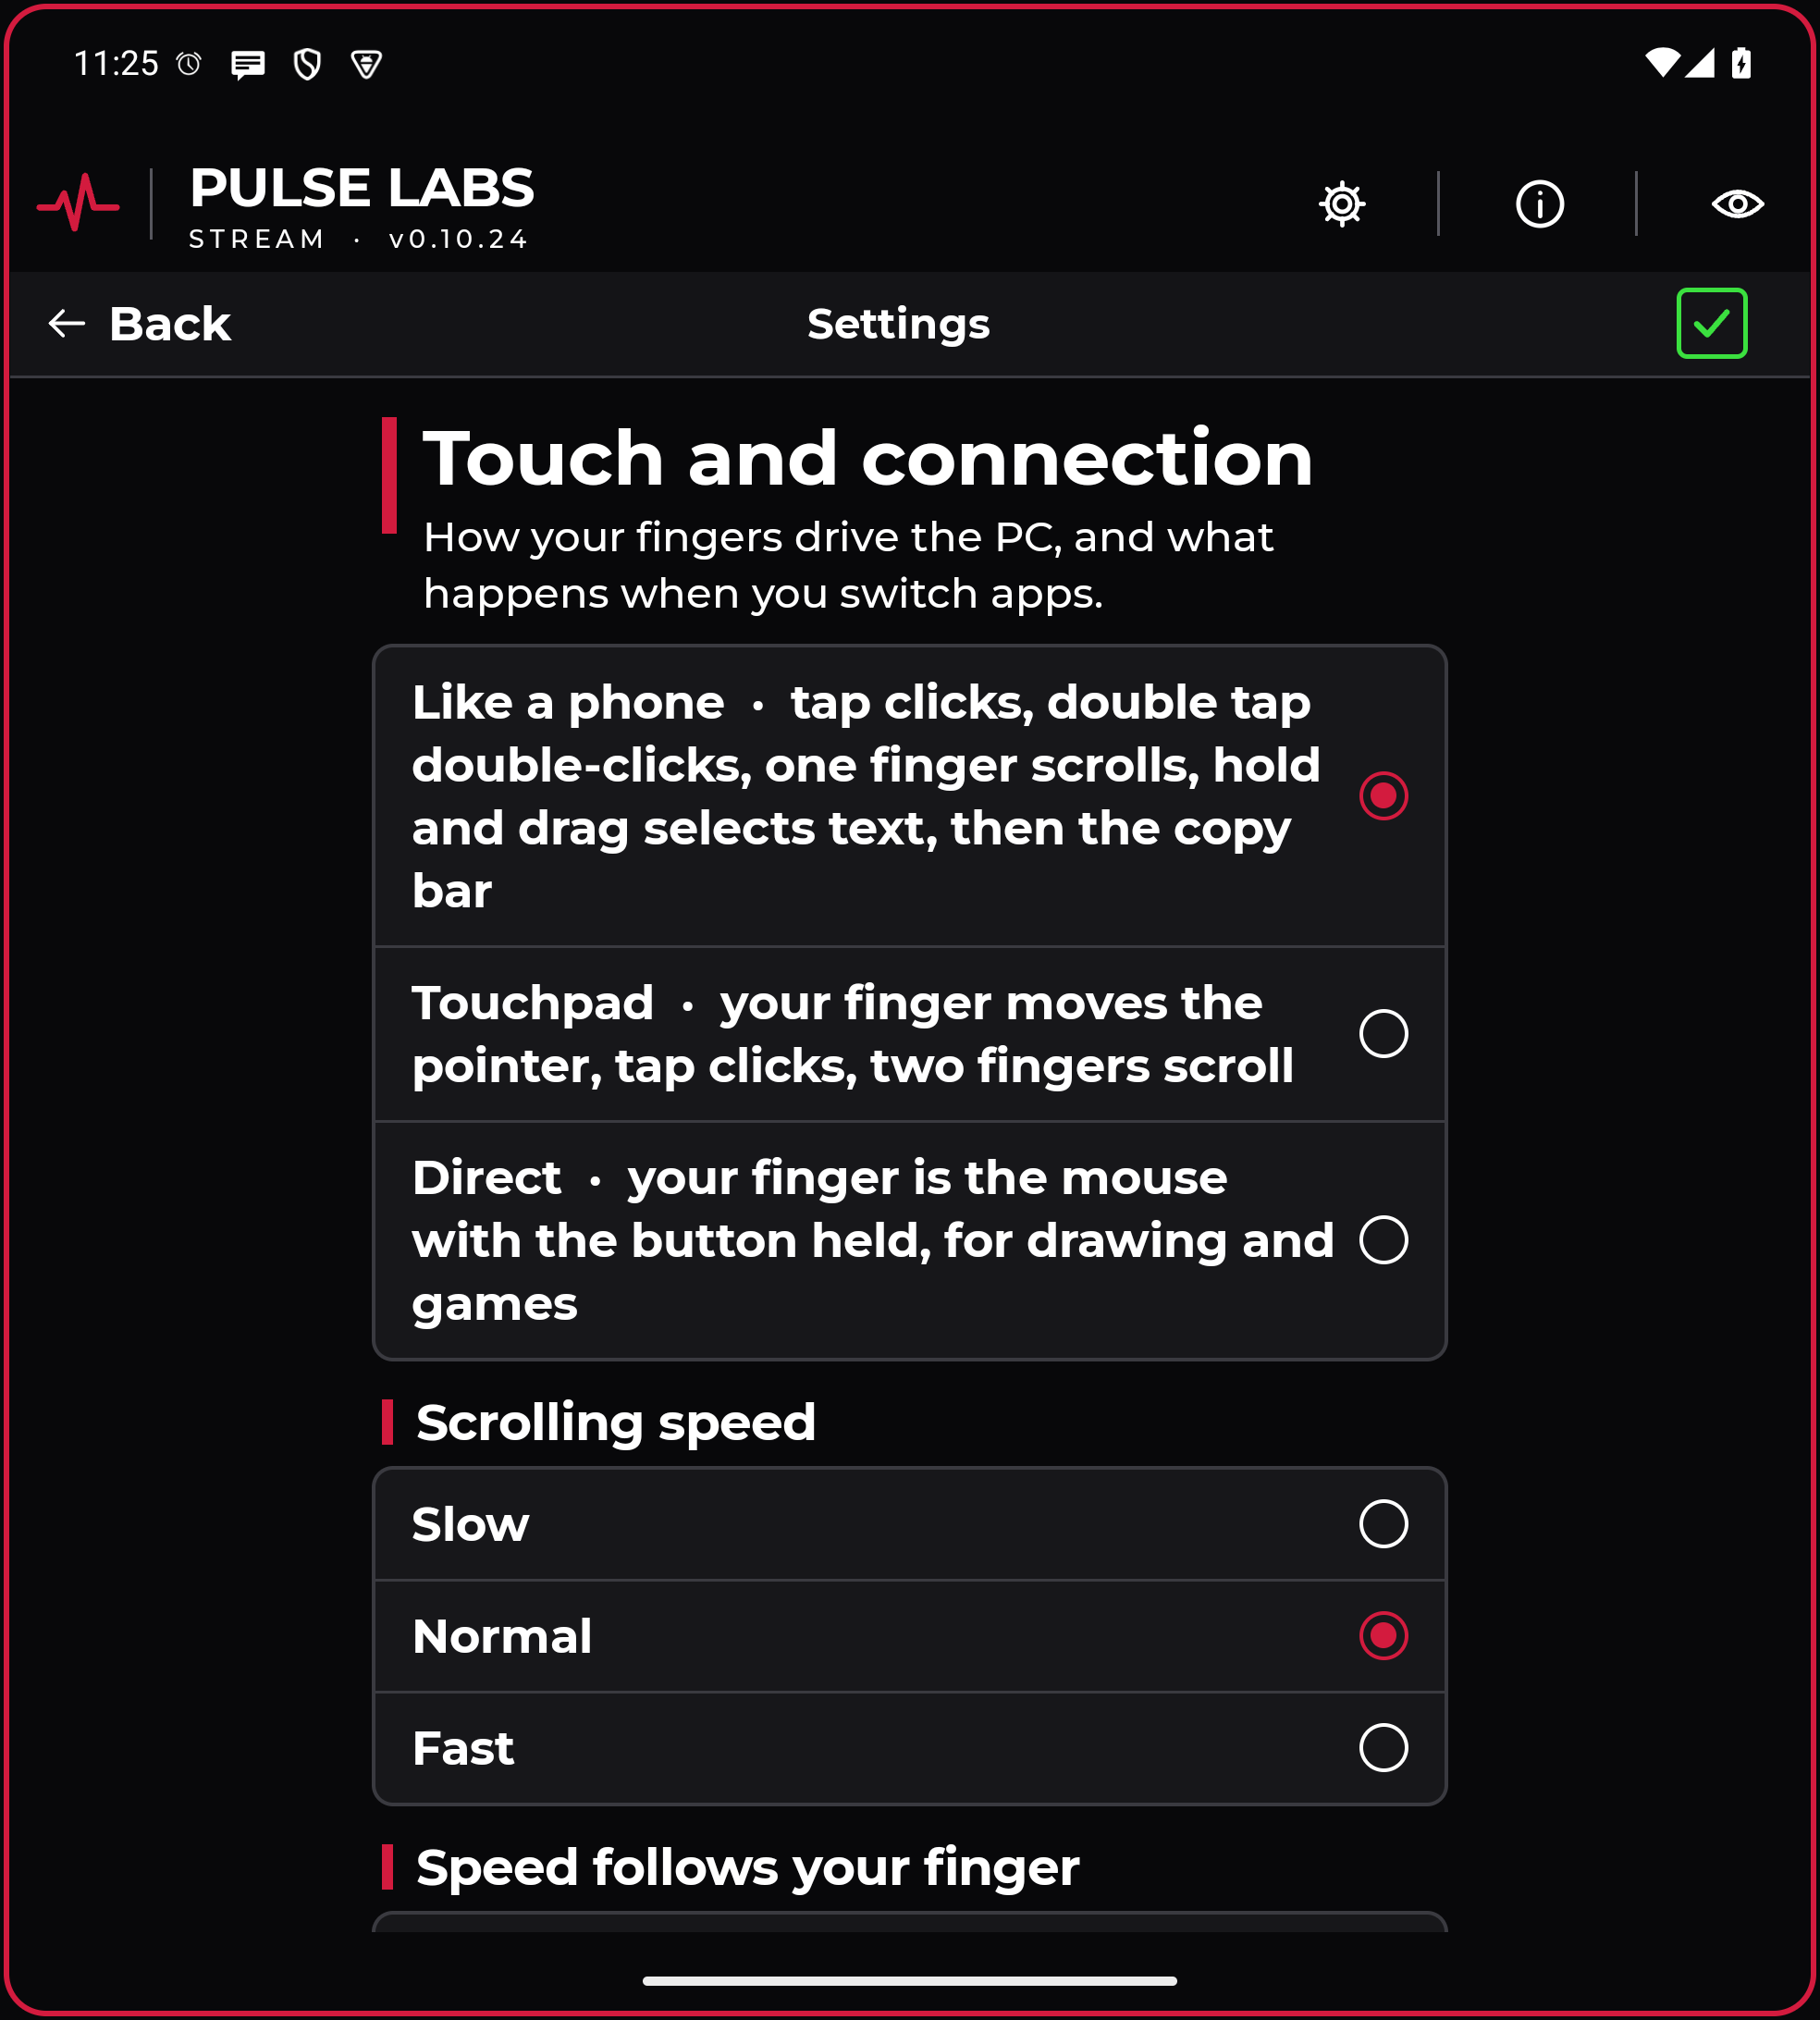 11:25
PULSE LABS
STREAM · v0.10.24
Back
Settings
Touch and connection
How your fingers drive the PC, and what
happens when you switch apps.
Like a phone · tap clicks, double tap
double-clicks, one finger scrolls, hold
and drag selects text, then the copy
bar
Touchpad · your finger moves the
pointer, tap clicks, two fingers scroll
Direct · your finger is the mouse
with the button held, for drawing and
games
Scrolling speed
Slow
Normal
Fast
Speed follows your finger